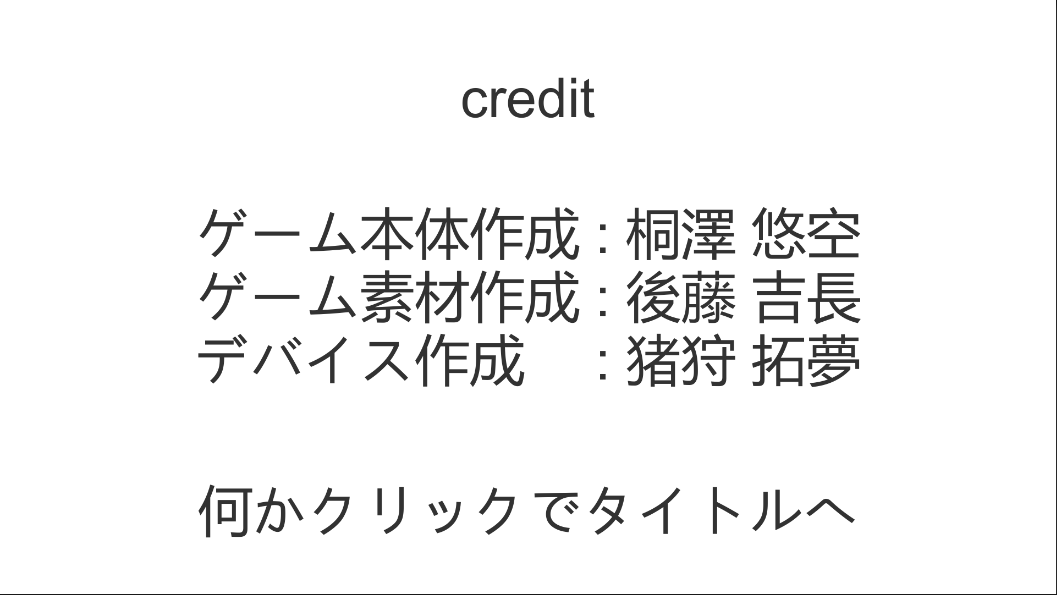 credit
ゲーム本体作成 : 桐澤 悠空
ゲーム素材作成 : 後藤 吉長
デバイス作成　 : 猪狩 拓夢
何かクリックでタイトルへ